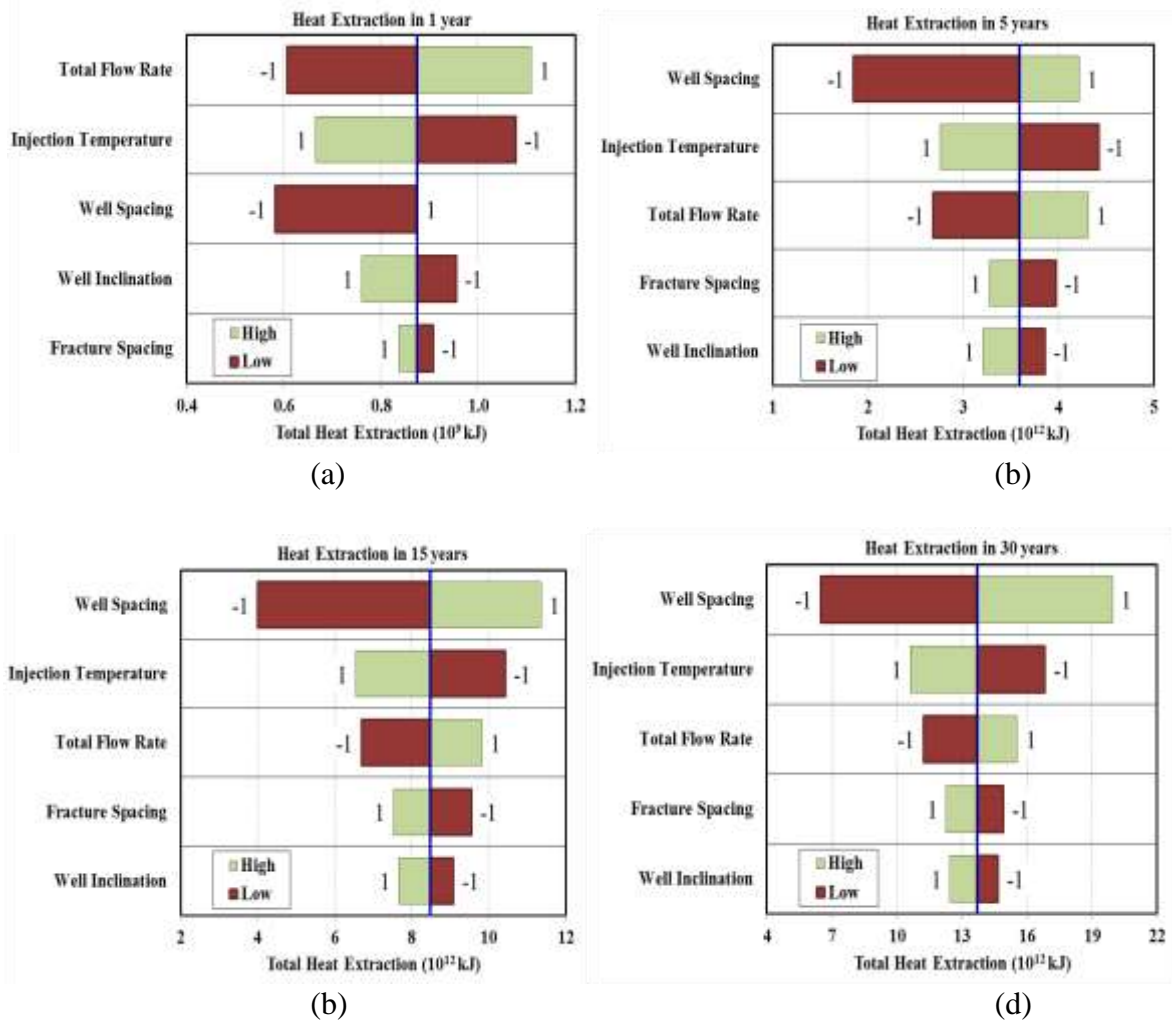 Heat Extraction in 1 year
Total Flow Rate -1 1
Injection Temperature 1 -1
Well Spacing -1 1
Well Inclination 1 -1
Fracture Spacing 1 -1
High
Low
0.4 0.6 0.8 1.0 1.2
Total Heat Extraction (10⁹ kJ)
(a)
Heat Extraction in 5 years
Well Spacing -1 1
Injection Temperature 1 -1
Total Flow Rate -1 1
Fracture Spacing 1 -1
Well Inclination 1 -1
High
Low
1 2 3 4 5
Total Heat Extraction (10¹² kJ)
(b)
Heat Extraction in 15 years
Well Spacing -1 1
Injection Temperature 1 -1
Total Flow Rate -1 1
Fracture Spacing 1 -1
Well Inclination 1 -1
High
Low
2 4 6 8 10 12
Total Heat Extraction (10¹² kJ)
(b)
Heat Extraction in 30 years
Well Spacing -1 1
Injection Temperature 1 -1
Total Flow Rate -1 1
Fracture Spacing 1 -1
Well Inclination 1 -1
High
Low
4 7 10 13 16 19 22
Total Heat Extraction (10¹² kJ)
(d)